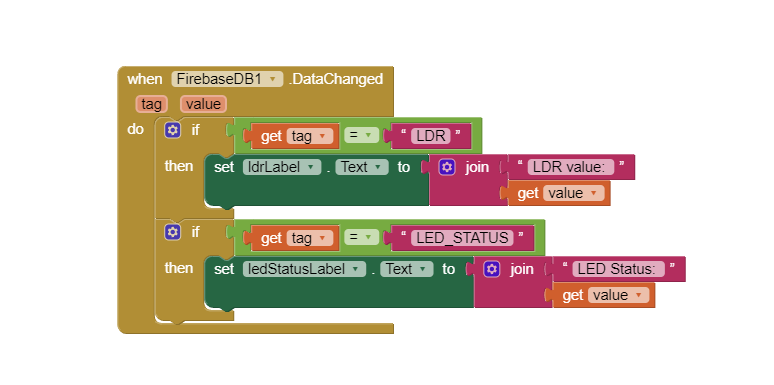 when FirebaseDB1 .DataChanged
tag value
do if get tag = “ LDR ”
then set ldrLabel . Text to join “ LDR value: ”
get value
if get tag = “ LED_STATUS ”
then set ledStatusLabel . Text to join “ LED Status: ”
get value